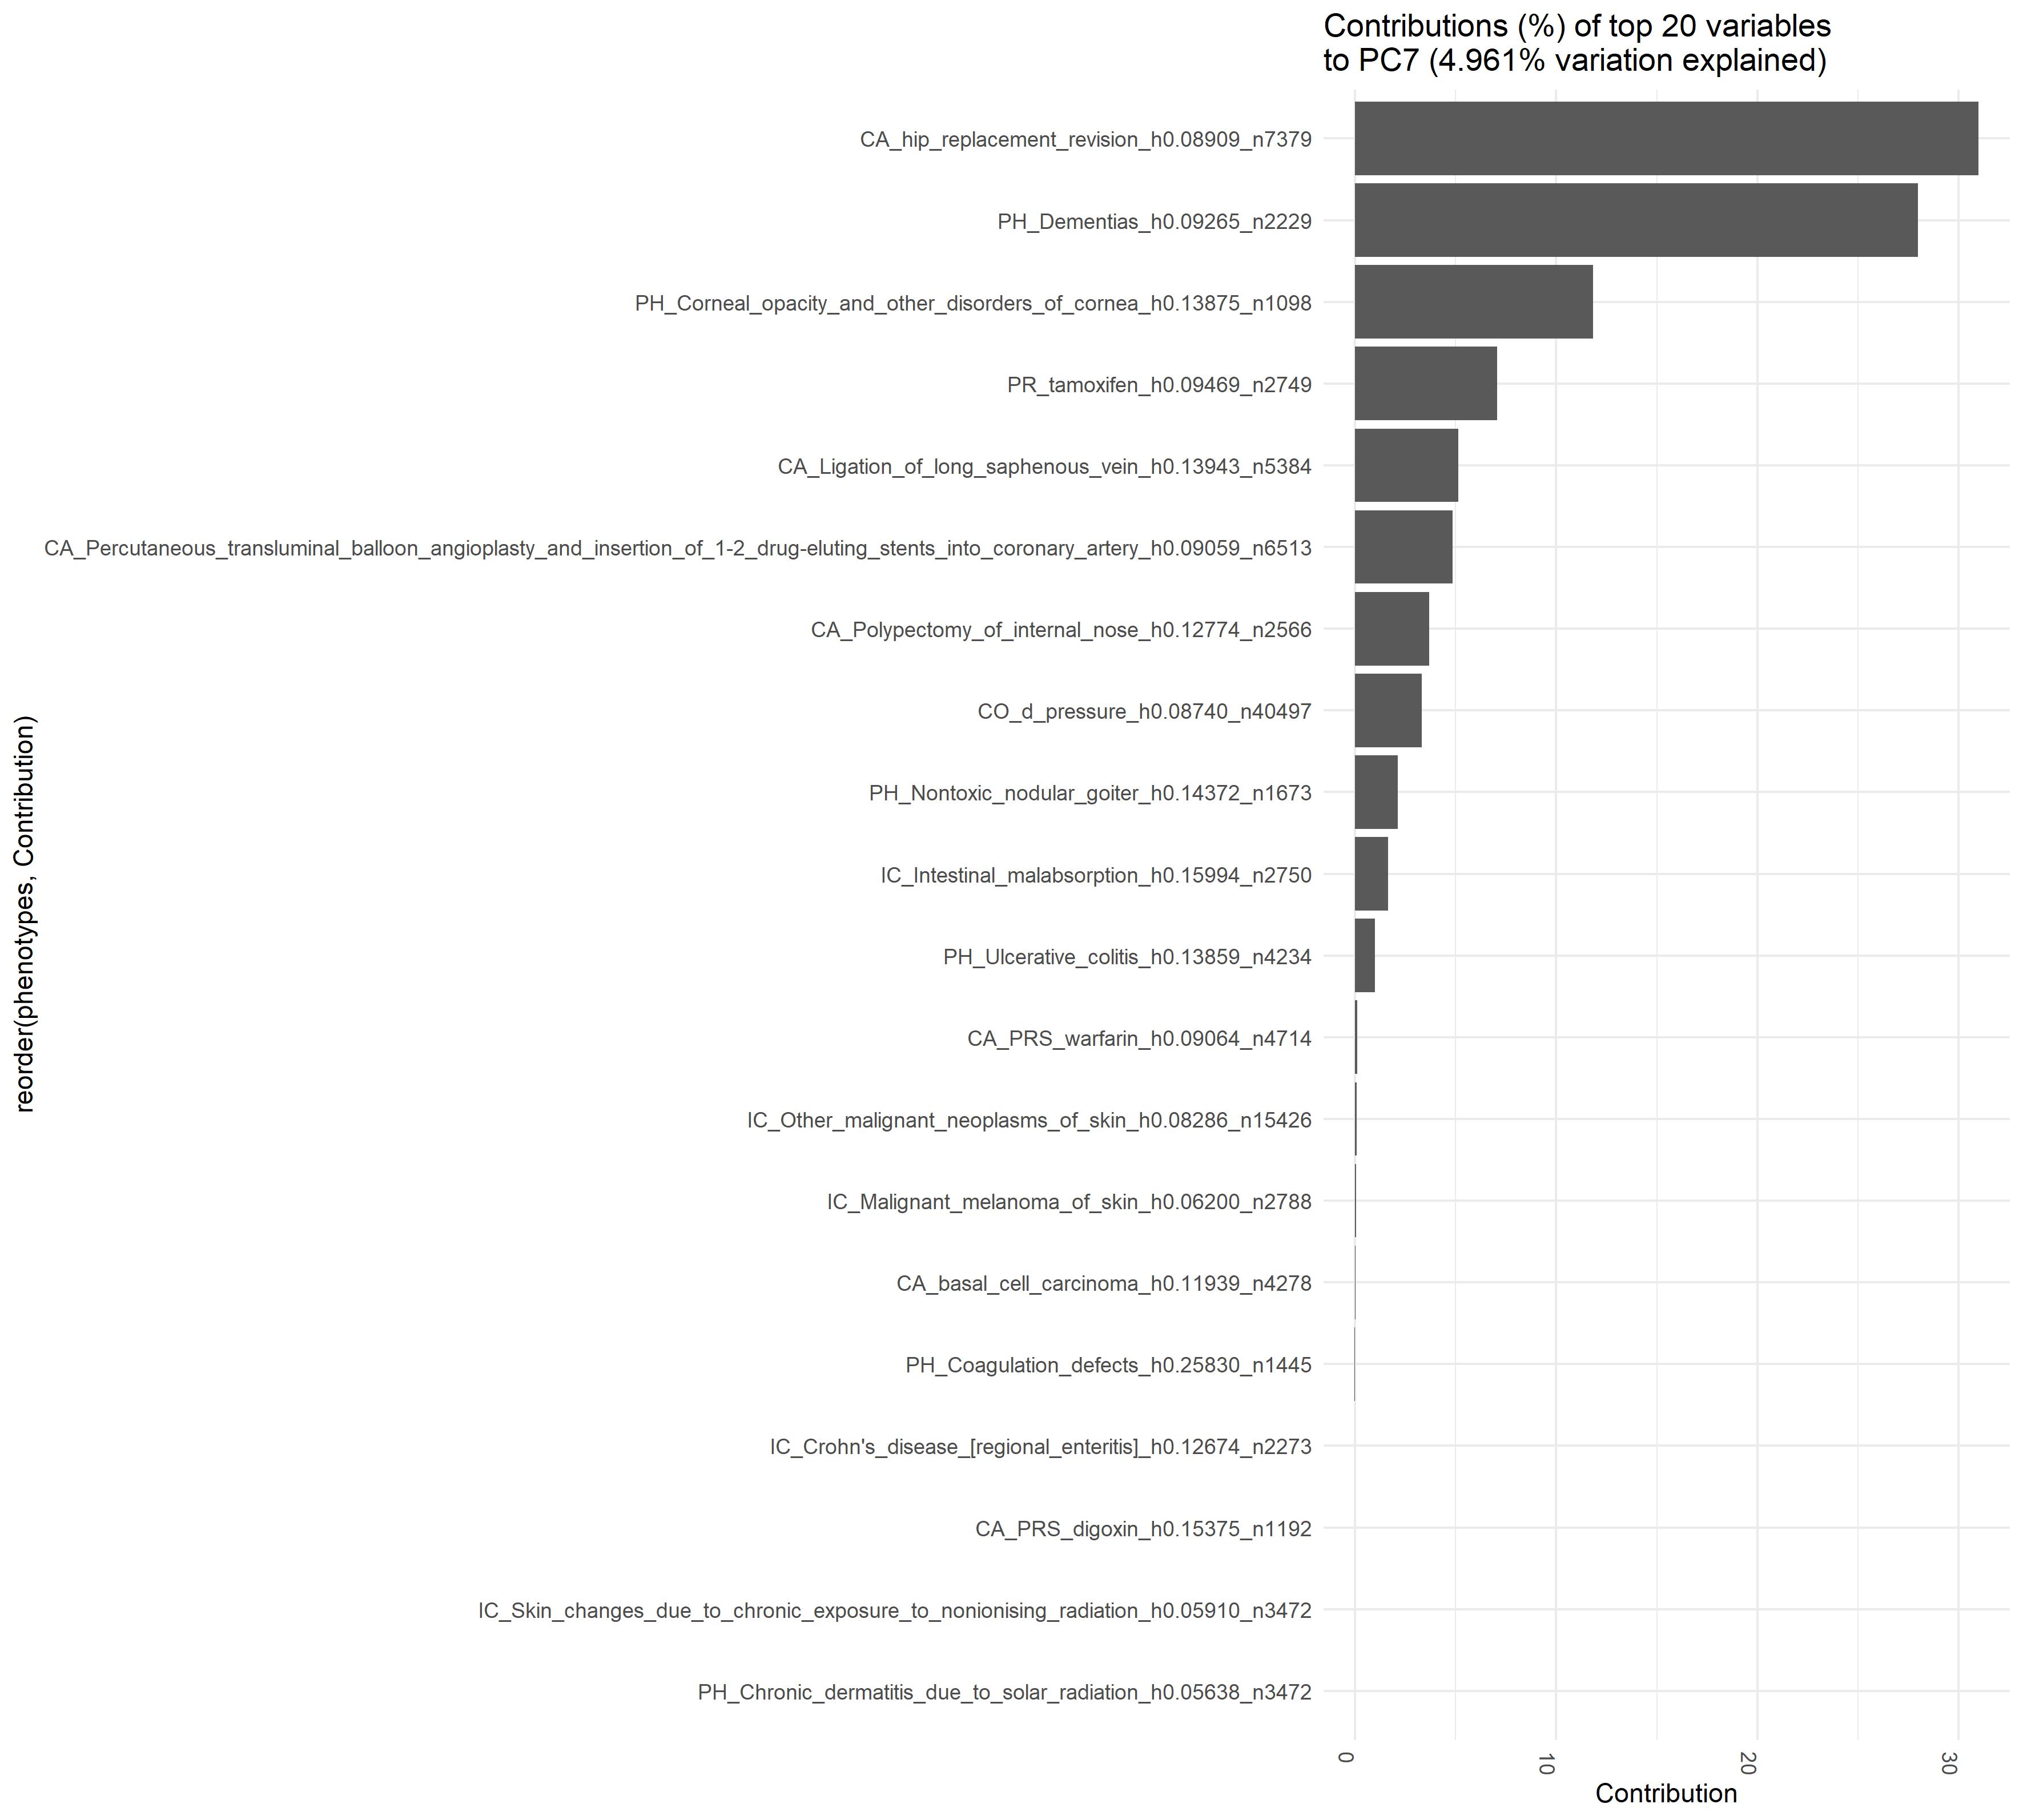 Contributions (%) of top 20 variables
to PC7 (4.961% variation explained)
CA_hip_replacement_revision_h0.08909_n7379
PH_Dementias_h0.09265_n2229
PH_Corneal_opacity_and_other_disorders_of_cornea_h0.13875_n1098
PR_tamoxifen_h0.09469_n2749
CA_Ligation_of_long_saphenous_vein_h0.13943_n5384
CA_Percutaneous_transluminal_balloon_angioplasty_and_insertion_of_1-2_drug-eluting_stents_into_coronary_artery_h0.09059_n6513
CA_Polypectomy_of_internal_nose_h0.12774_n2566
CO_d_pressure_h0.08740_n40497
PH_Nontoxic_nodular_goiter_h0.14372_n1673
IC_Intestinal_malabsorption_h0.15994_n2750
PH_Ulcerative_colitis_h0.13859_n4234
CA_PRS_warfarin_h0.09064_n4714
IC_Other_malignant_neoplasms_of_skin_h0.08286_n15426
IC_Malignant_melanoma_of_skin_h0.06200_n2788
CA_basal_cell_carcinoma_h0.11939_n4278
PH_Coagulation_defects_h0.25830_n1445
IC_Crohn's_disease_[regional_enteritis]_h0.12674_n2273
CA_PRS_digoxin_h0.15375_n1192
IC_Skin_changes_due_to_chronic_exposure_to_nonionising_radiation_h0.05910_n3472
PH_Chronic_dermatitis_due_to_solar_radiation_h0.05638_n3472
reorder(phenotypes, Contribution)
0
10
20
30
Contribution